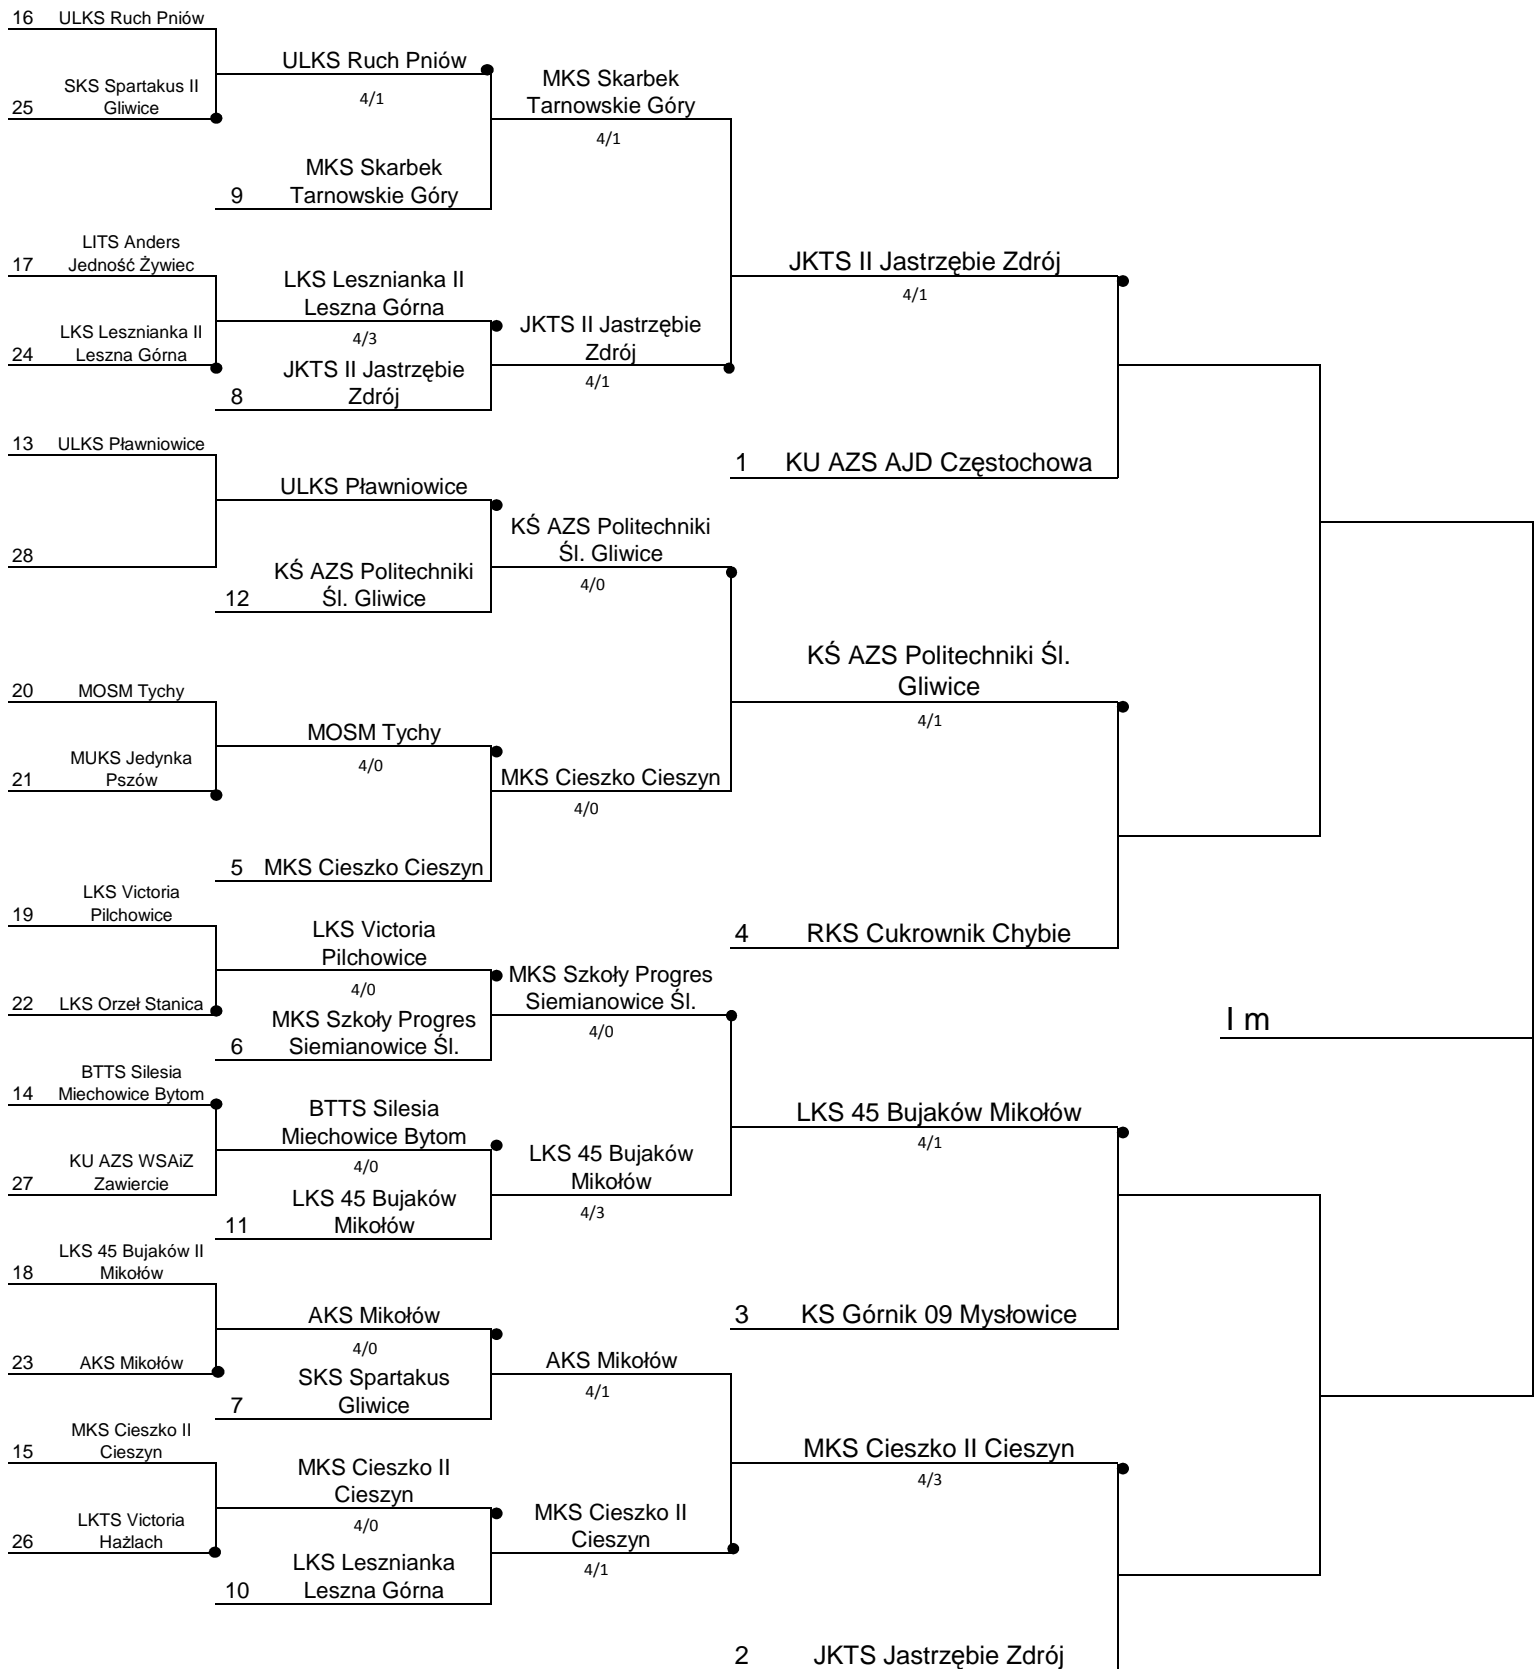 16 ULKS Ruch Pniów
ULKS Ruch Pniów
MKS Skarbek
Tarnowskie Góry
SKS Spartakus II
25 Gliwice
4/1
4/1
MKS Skarbek
9 Tarnowskie Góry
LITS Anders
17 Jedność Żywiec
JKTS II Jastrzębie Zdrój
4/1
LKS Lesznianka II
Leszna Górna
4/3
LKS Lesznianka II
24 Leszna Górna
JKTS II Jastrzębie
Zdrój
4/1
JKTS II Jastrzębie
8 Zdrój
13 ULKS Pławniowice
1 KU AZS AJD Częstochowa
ULKS Pławniowice
KŚ AZS Politechniki
Śl. Gliwice
4/0
28
KŚ AZS Politechniki
12 Śl. Gliwice
KŚ AZS Politechniki Śl.
Gliwice
4/1
20 MOSM Tychy
MOSM Tychy
4/0
MUKS Jedynka
21 Pszów
MKS Cieszko Cieszyn
4/0
5 MKS Cieszko Cieszyn
LKS Victoria
19 Pilchowice
LKS Victoria
Pilchowice
4/0
4 RKS Cukrownik Chybie
MKS Szkoły Progres
Siemianowice Śl.
4/0
22 LKS Orzeł Stanica
MKS Szkoły Progres
6 Siemianowice Śl.
I m
BTTS Silesia
14 Miechowice Bytom
BTTS Silesia
Miechowice Bytom
4/0
LKS 45 Bujaków Mikołów
4/1
KU AZS WSAiZ
27 Zawiercie
LKS 45 Bujaków
Mikołów
4/3
LKS 45 Bujaków
11 Mikołów
LKS 45 Bujaków II
18 Mikołów
AKS Mikołów
4/0
3 KS Górnik 09 Mysłowice
23 AKS Mikołów
AKS Mikołów
4/1
SKS Spartakus
7 Gliwice
MKS Cieszko II
15 Cieszyn
MKS Cieszko II Cieszyn
4/3
MKS Cieszko II
Cieszyn
4/0
LKTS Victoria
26 Hażlach
MKS Cieszko II
Cieszyn
4/1
LKS Lesznianka
10 Leszna Górna
2 JKTS Jastrzębie Zdrój